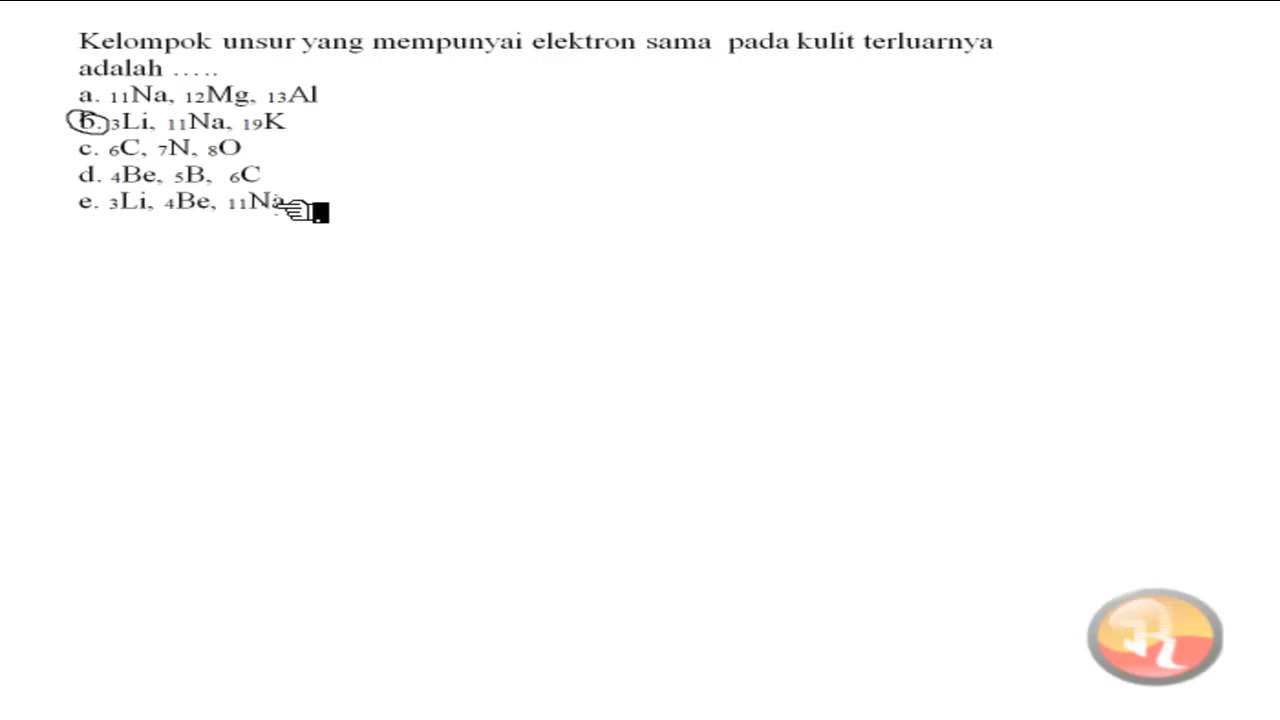 Kelompok unsur yang mempunyai elektron sama pada kulit terluarnya
adalah .....
a. ₁₁Na, ₁₂Mg, ₁₃Al
b. ₃Li, ₁₁Na, ₁₉K
c. ₆C, ₇N, ₈O
d. ₄Be, ₅B, ₆C
e. ₃Li, ₄Be, ₁₁Na